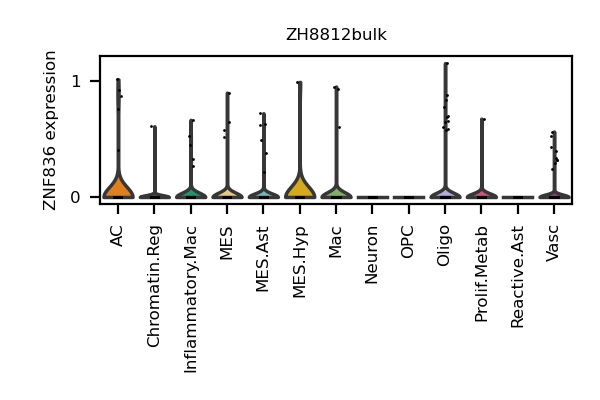 ZH8812bulk
ZNF836 expression
1
0
AC
Chromatin.Reg
Inflammatory.Mac
MES
MES.Ast
MES.Hyp
Mac
Neuron
OPC
Oligo
Prolif.Metab
Reactive.Ast
Vasc